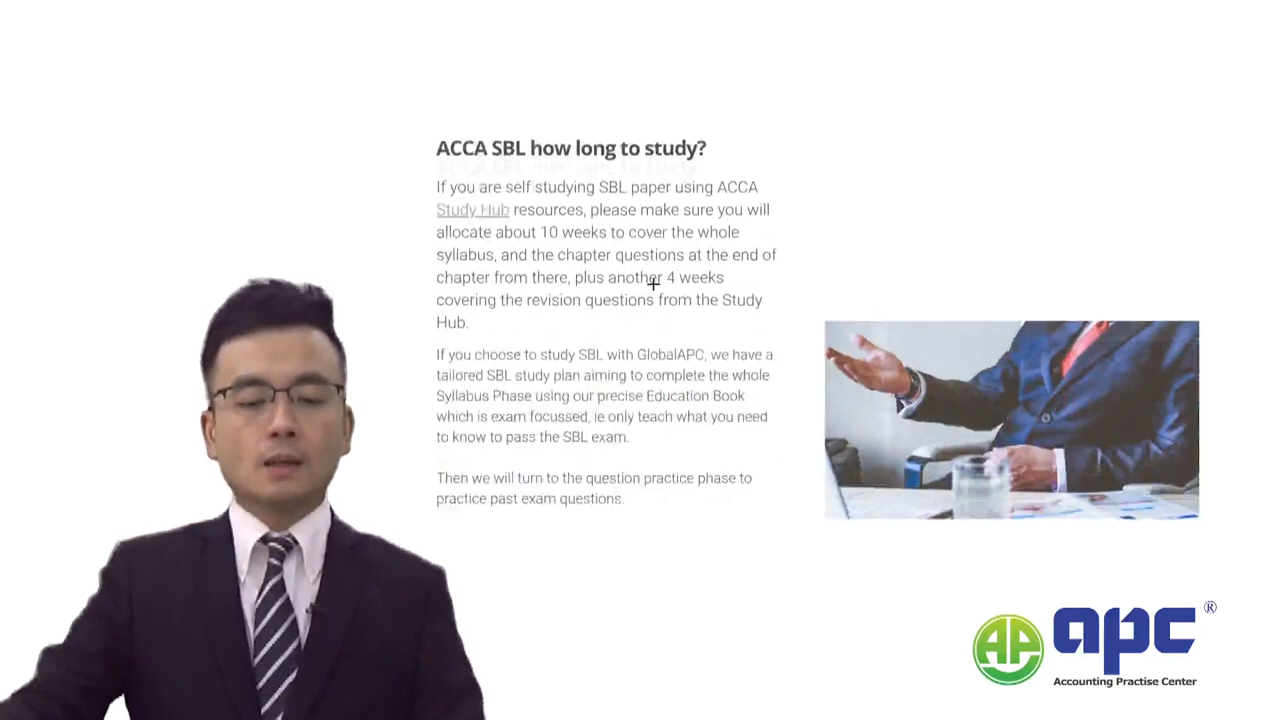 ACCA SBL how long to study?
If you are self studying SBL paper using ACCA
Study Hub resources, please make sure you will
allocate about 10 weeks to cover the whole
syllabus, and the chapter questions at the end of
chapter from there, plus another 4 weeks
covering the revision questions from the Study
Hub.
If you choose to study SBL with GlobalAPC, we have a
tailored SBL study plan aiming to complete the whole
Syllabus Phase using our precise Education Book
which is exam focussed, ie only teach what you need
to know to pass the SBL exam.
Then we will turn to the question practice phase to
practice past exam questions.
AP
apc ®
Accounting Practise Center